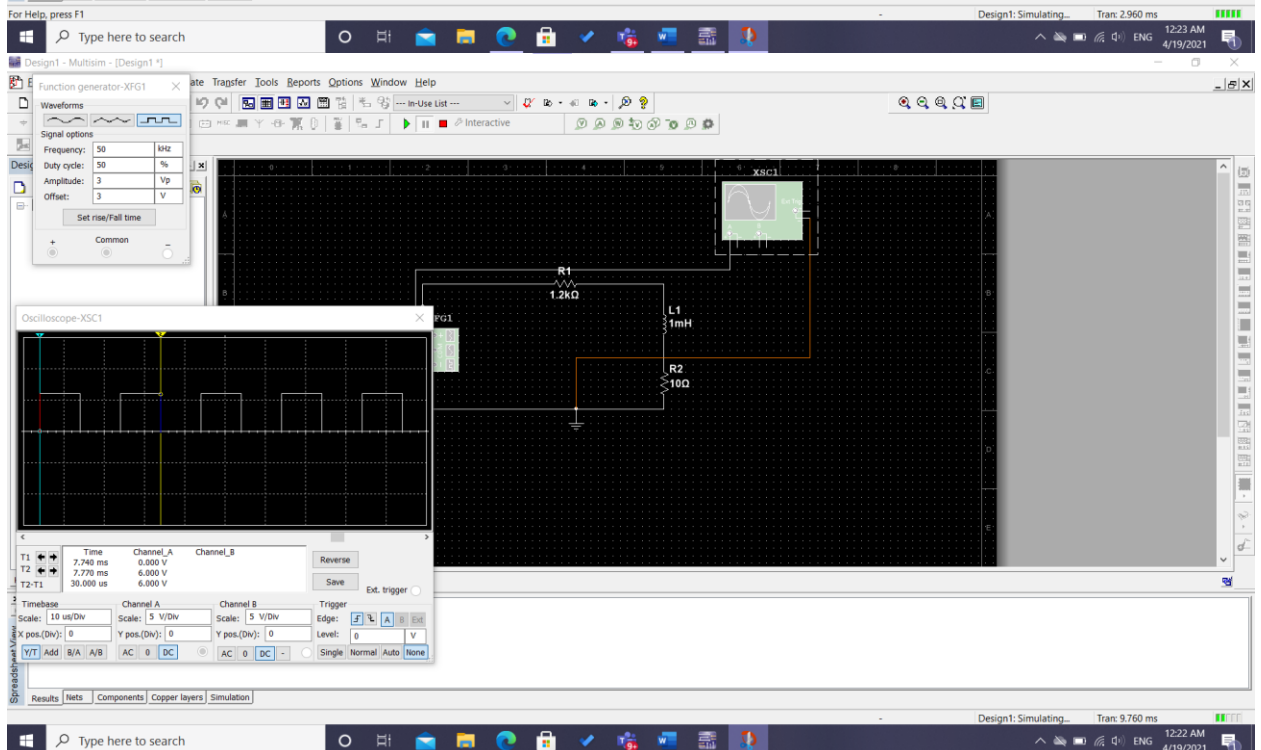 For Help, press F1 - Design1: Simulating... Tran: 2.960 ms
Type here to search 9+ W ENG 12:23 AM
4/19/2021 1
Design1 - Multisim - [Design1 *]
Function generator-XFG1
Transfer Tools Reports Options Window Help
Waveforms
--- In-Use List ---
Interactive
Signal options
Frequency: 50 kHz
Duty cycle: 50 %
Amplitude: 3 Vp
Offset: 3 V
Set rise/Fall time
+ Common -
XSC1
Ext Trig
A B
R1
1.2kΩ
L1
1mH
R2
10Ω
Oscilloscope-XSC1
Time Channel_A Channel_B
T1 7.740 ms 0.000 V
T2 7.770 ms 6.000 V
T2-T1 30.000 us 6.000 V
Reverse
Save
Ext. trigger
Timebase Channel A Channel B Trigger
Scale: 10 us/Div Scale: 5 V/Div Scale: 5 V/Div Edge: A B Ext
X pos.(Div): 0 Y pos.(Div): 0 Y pos.(Div): 0 Level: 0 V
Y/T Add B/A A/B AC 0 DC AC 0 DC - Single Normal Auto None
Spreadsheet View
Results Nets Components Copper layers Simulation
- Design1: Simulating... Tran: 9.760 ms
Type here to search 9+ W ENG 12:22 AM
4/19/2021